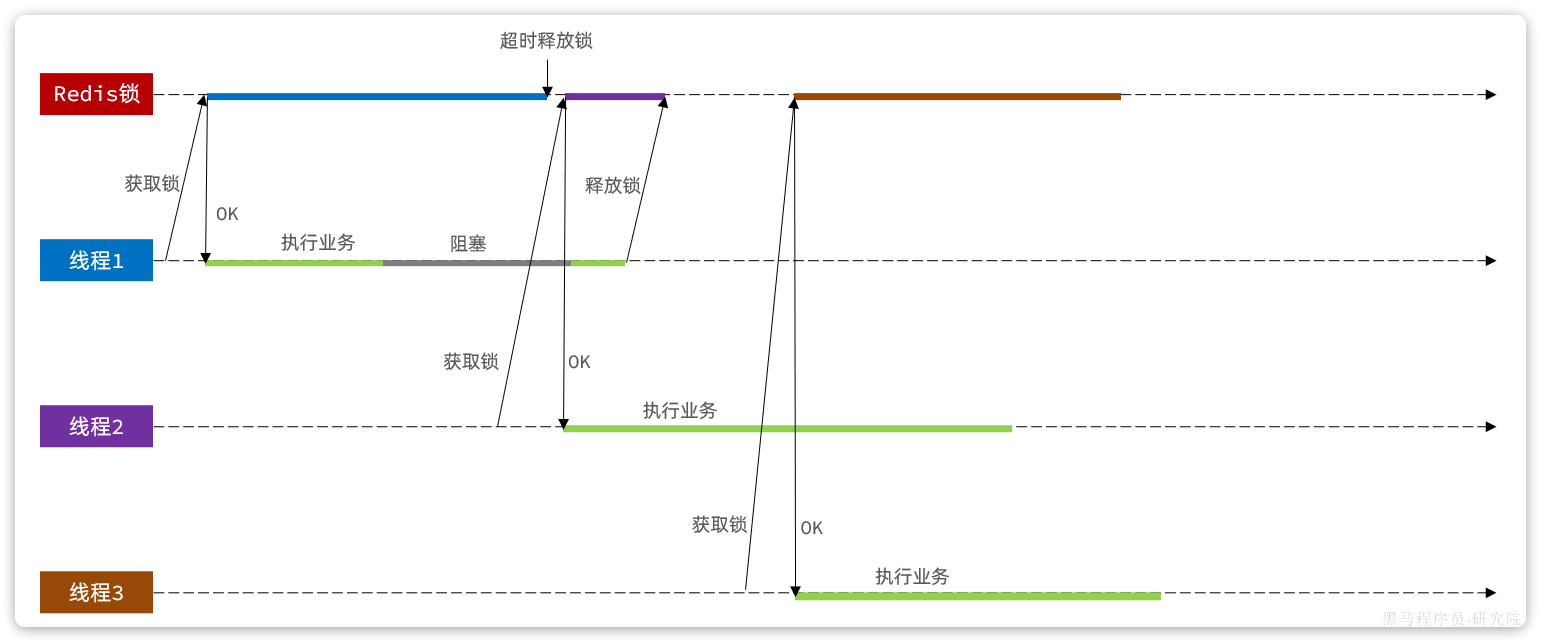 超时释放锁
Redis锁
获取锁
释放锁
OK
线程1
执行业务
阻塞
获取锁
OK
线程2
执行业务
获取锁
OK
线程3
执行业务
黑马程序员-研究院